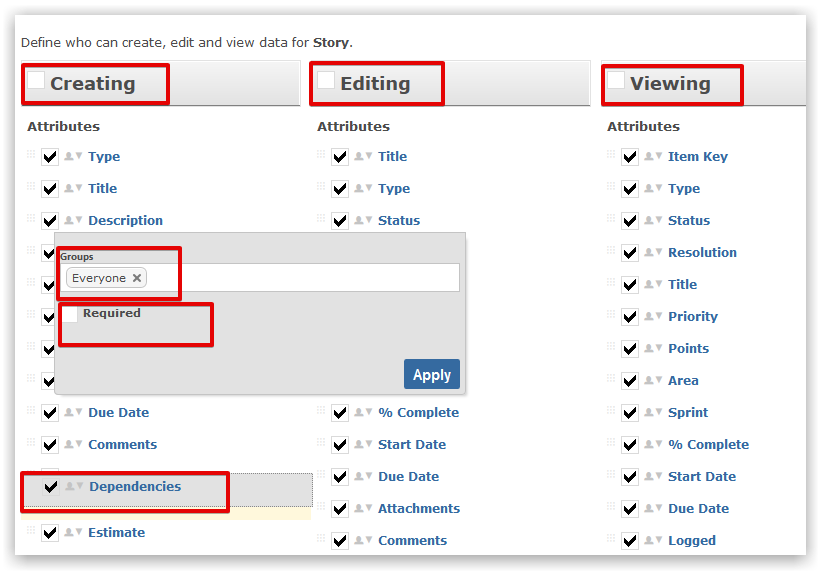 Define who can create, edit and view data for Story.
Creating
Attributes
Type
Title
Description
Groups
Everyone
Required
Apply
Due Date
Comments
Dependencies
Estimate
Editing
Attributes
Title
Type
Status
% Complete
Start Date
Due Date
Attachments
Comments
Viewing
Attributes
Item Key
Type
Status
Resolution
Title
Priority
Points
Area
Sprint
% Complete
Start Date
Due Date
Logged